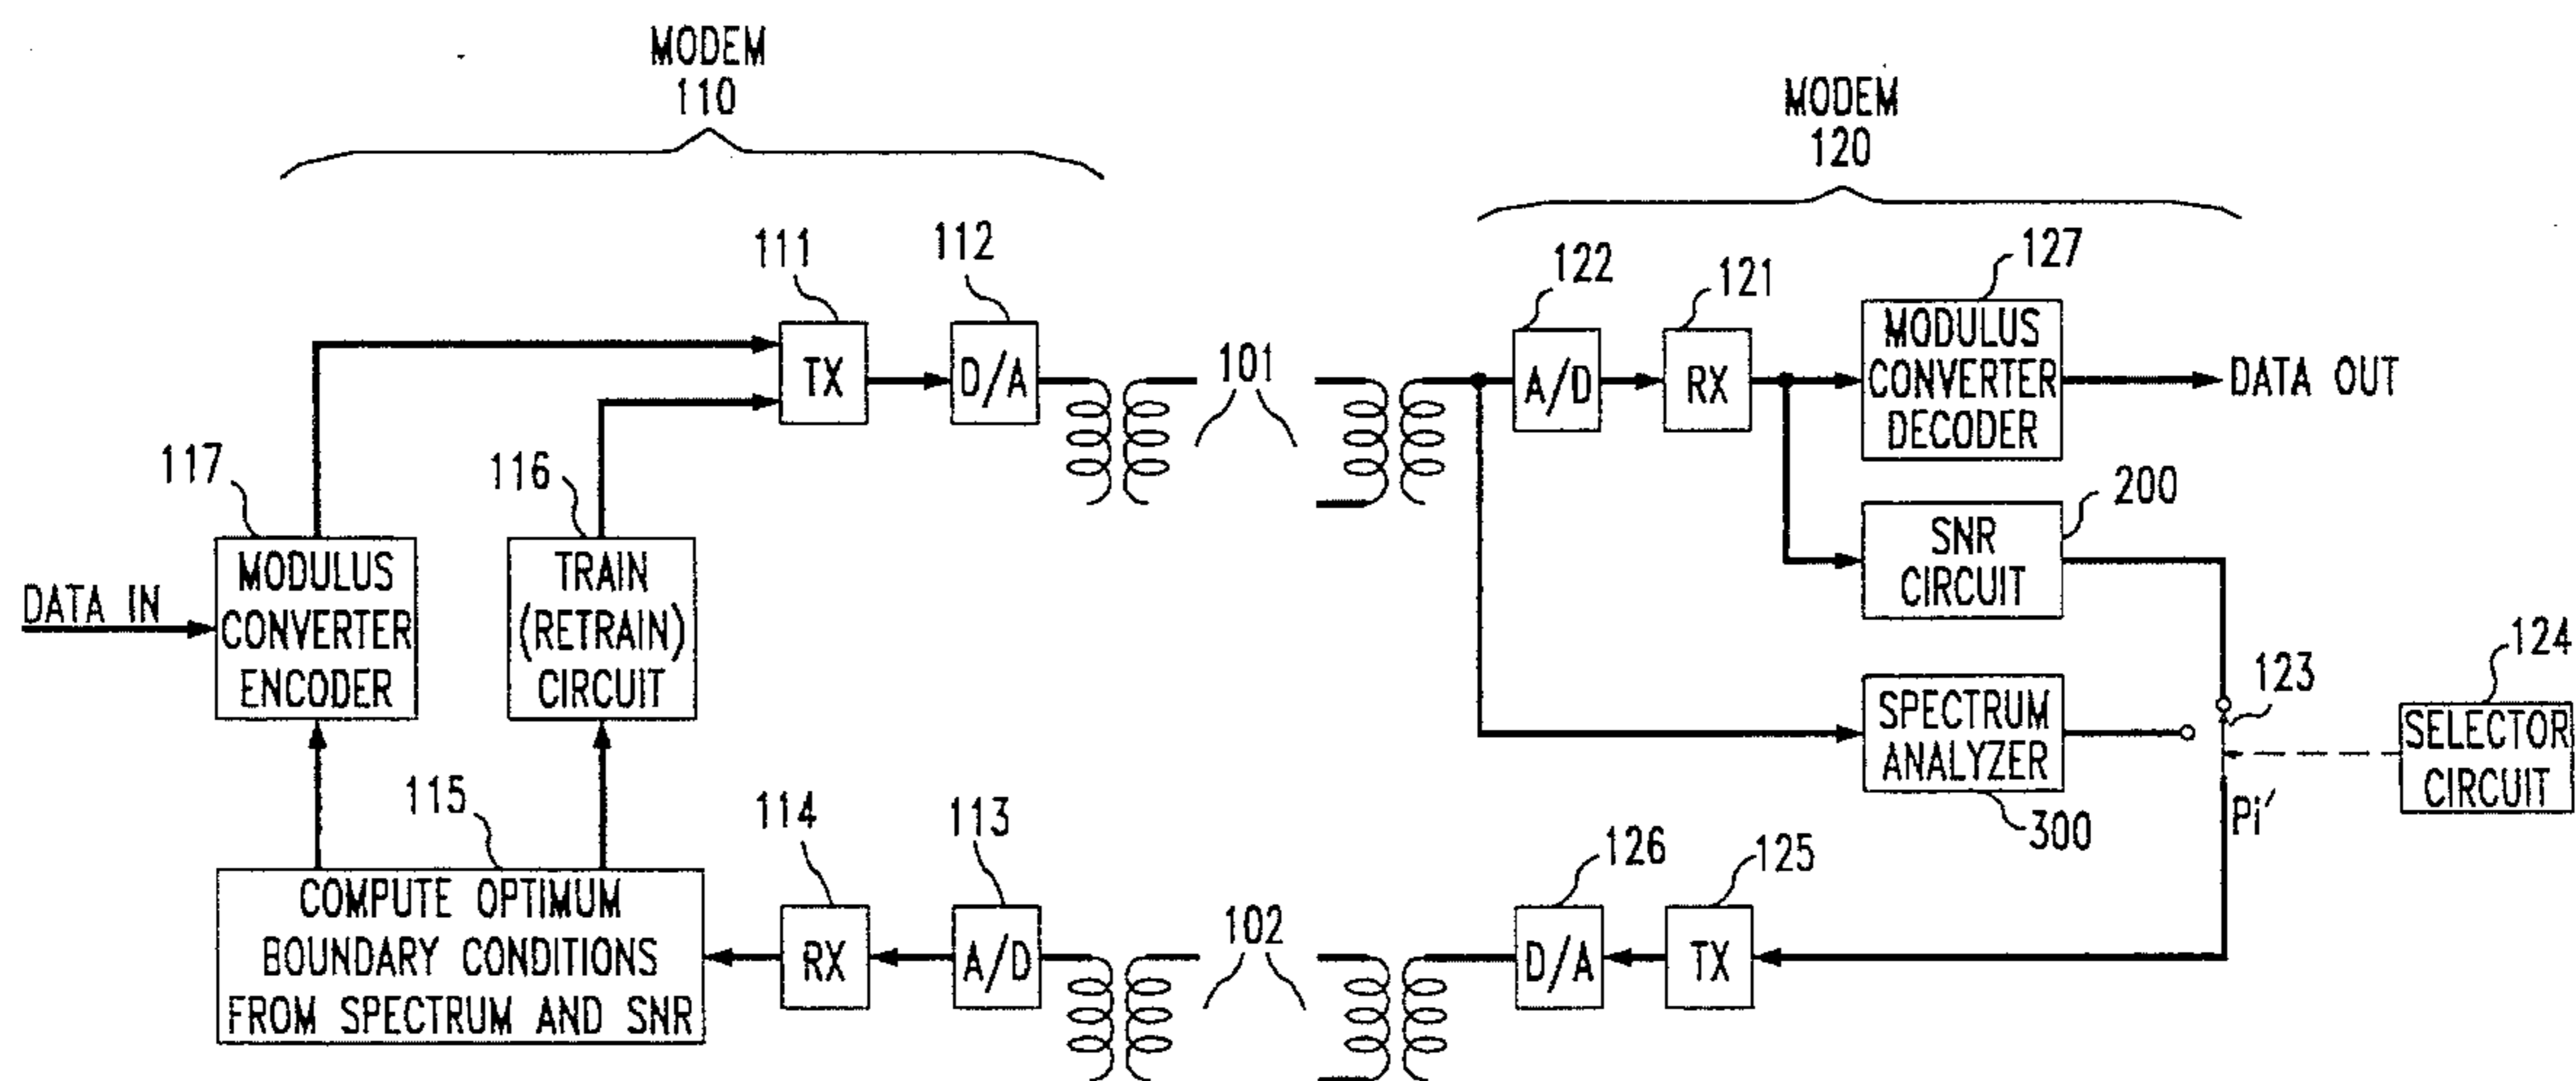 MODEM
110
MODEM
120
111
112
122
121
127
TX
D/A
101
A/D
RX
MODULUS
CONVERTER
DECODER
DATA OUT
117
116
200
SNR
CIRCUIT
DATA IN
MODULUS
CONVERTER
ENCODER
TRAIN
(RETRAIN)
CIRCUIT
123
124
SPECTRUM
ANALYZER
SELECTOR
CIRCUIT
300
Pi′
115
114
113
126
125
COMPUTE OPTIMUM
BOUNDARY CONDITIONS
FROM SPECTRUM AND SNR
RX
A/D
102
D/A
TX